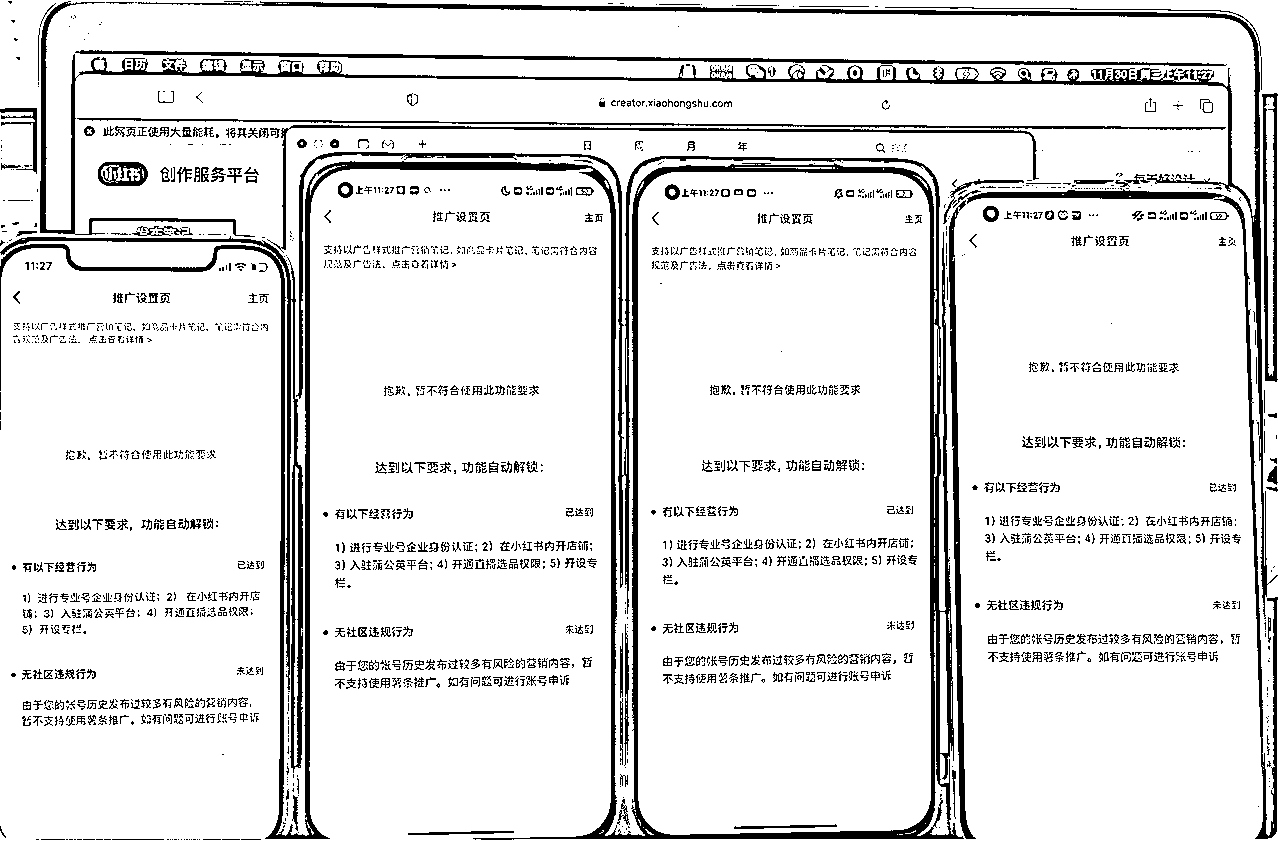 日历 文件 编辑 显示 窗口 帮助
11月30日 周三上午11:27
creator.xiaohongshu.com
此网页正使用大量能耗,将其关闭可
日 周 月 年
小红书 创作服务平台
11:27
推广设置页 主页
支持以广告样式推广营销笔记,如商品卡片笔记,笔记需符合内
容规范及广告法,点击查看详情 >
抱歉,暂不符合使用此功能要求
达到以下要求,功能自动解锁:
• 有以下经营行为 已达到
1)进行专业号企业身份认证;2)在小红书内开店
铺;3)入驻蒲公英平台;4)开通直播选品权限;
5)开设专栏。
• 无社区违规行为 未达到
由于您的账号历史发布过较多有风险的营销内容,
暂不支持使用薯条推广。如有问题可进行账号申诉
上午11:27
推广设置页 主页
支持以广告样式推广营销笔记,如商品卡片笔记,笔记需符合内容
规范及广告法,点击查看详情 >
抱歉,暂不符合使用此功能要求
达到以下要求,功能自动解锁:
• 有以下经营行为 已达到
1)进行专业号企业身份认证;2)在小红书内开店铺;
3)入驻蒲公英平台;4)开通直播选品权限;5)开设专
栏。
• 无社区违规行为 未达到
由于您的账号历史发布过较多有风险的营销内容,暂
不支持使用薯条推广。如有问题可进行账号申诉
上午11:27
推广设置页 主页
支持以广告样式推广营销笔记,如商品卡片笔记,笔记需符合内容
规范及广告法,点击查看详情 >
抱歉,暂不符合使用此功能要求
达到以下要求,功能自动解锁:
• 有以下经营行为 已达到
1)进行专业号企业身份认证;2)在小红书内开店铺;
3)入驻蒲公英平台;4)开通直播选品权限;5)开设专
栏。
• 无社区违规行为 未达到
由于您的账号历史发布过较多有风险的营销内容,暂
不支持使用薯条推广。如有问题可进行账号申诉
上午11:27
推广设置页 主页
抱歉,暂不符合使用此功能要求
达到以下要求,功能自动解锁:
• 有以下经营行为 已达到
1)进行专业号企业身份认证;2)在小红书内开店铺;
3)入驻蒲公英平台;4)开通直播选品权限;5)开设专
栏。
• 无社区违规行为 未达到
由于您的账号历史发布过较多有风险的营销内容,暂
不支持使用薯条推广。如有问题可进行账号申诉